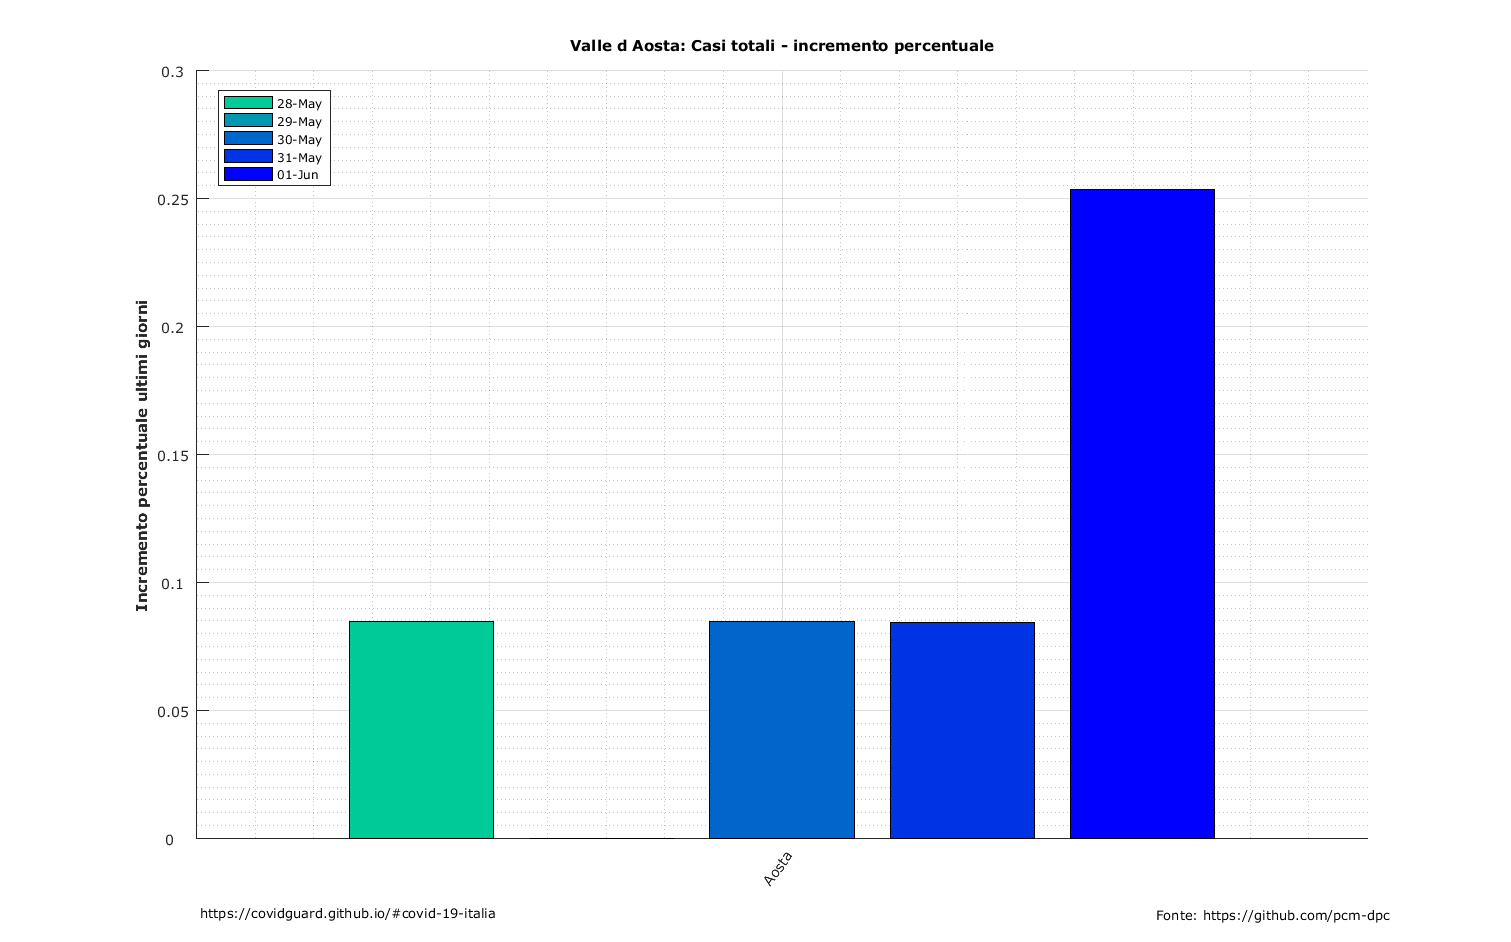 Valle d Aosta: Casi totali - incremento percentuale
0.3
0.25
0.2
0.15
0.1
0.05
0
Incremento percentuale ultimi giorni
28-May
29-May
30-May
31-May
01-Jun
Aosta
https://covidguard.github.io/#covid-19-italia
Fonte: https://github.com/pcm-dpc